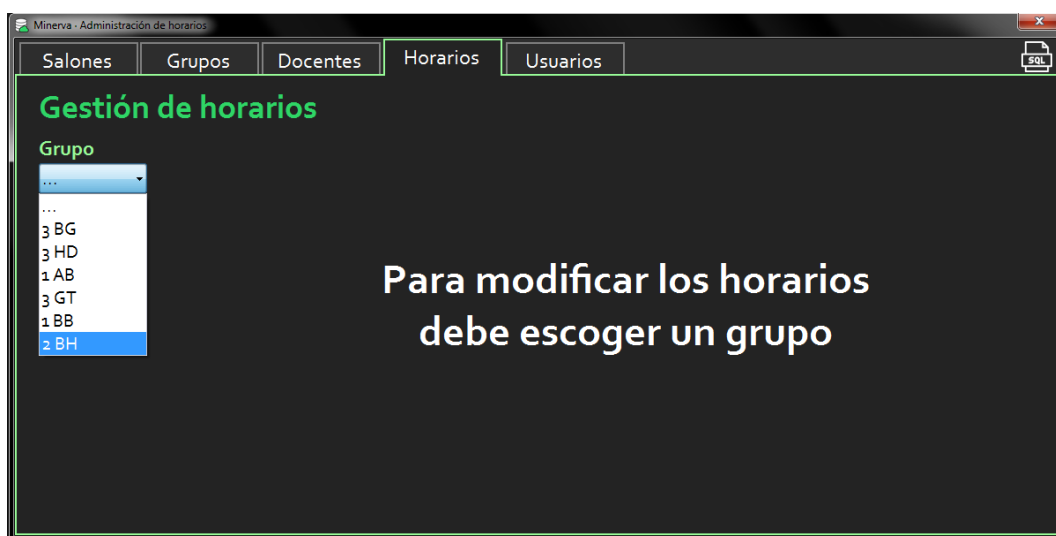 Minerva - Administración de horarios
Salones Grupos Docentes Horarios Usuarios SQL
Gestión de horarios
Grupo
...
...
3 BG
3 HD
1 AB
3 GT
1 BB
2 BH
Para modificar los horarios
debe escoger un grupo